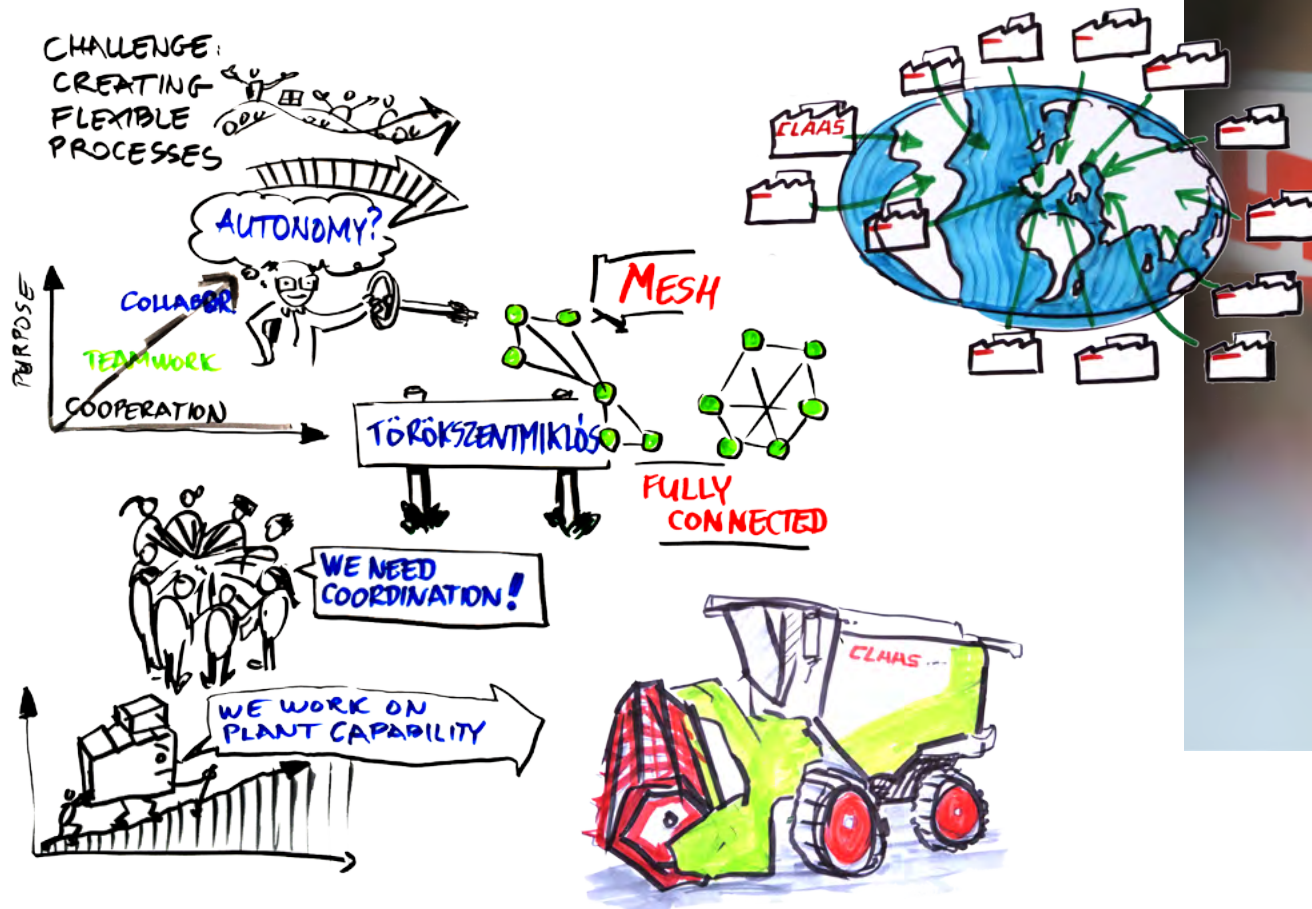 CHALLENGE:
CREATING
FLEXIBLE
PROCESSES
AUTONOMY?
PURPOSE
COLLABOR
TEAMWORK
COOPERATION
MESH
TÖRÖKSZENTMIKLÓS
FULLY
CONNECTED
CLAAS
WE NEED
COORDINATION!
WE WORK ON
PLANT CAPABILITY
CLAAS